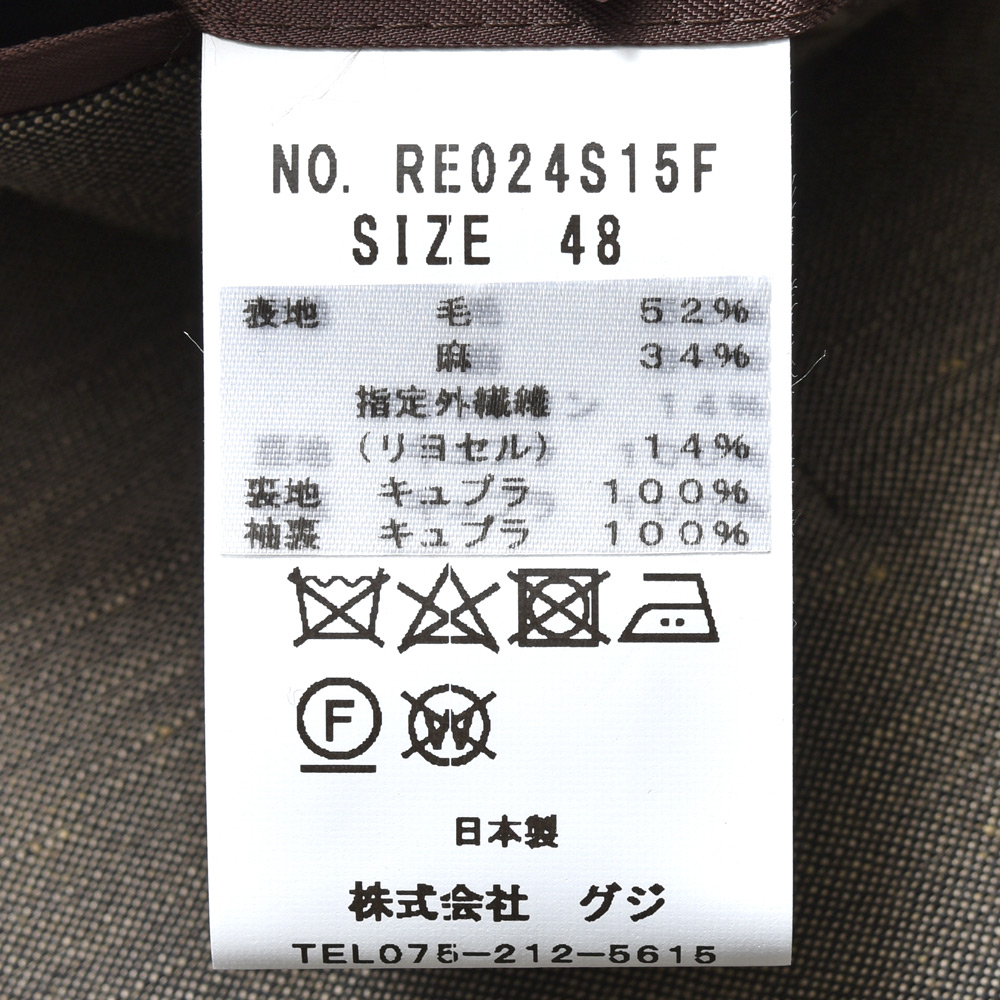 NO. RE024S15F
SIZE 48
表地 毛 52%
麻 34%
指定外繊維
(リヨセル) 14%
裏地 キュプラ 100%
袖裏 キュプラ 100%
F
W
日本製
株式会社 グジ
TEL075-212-5615